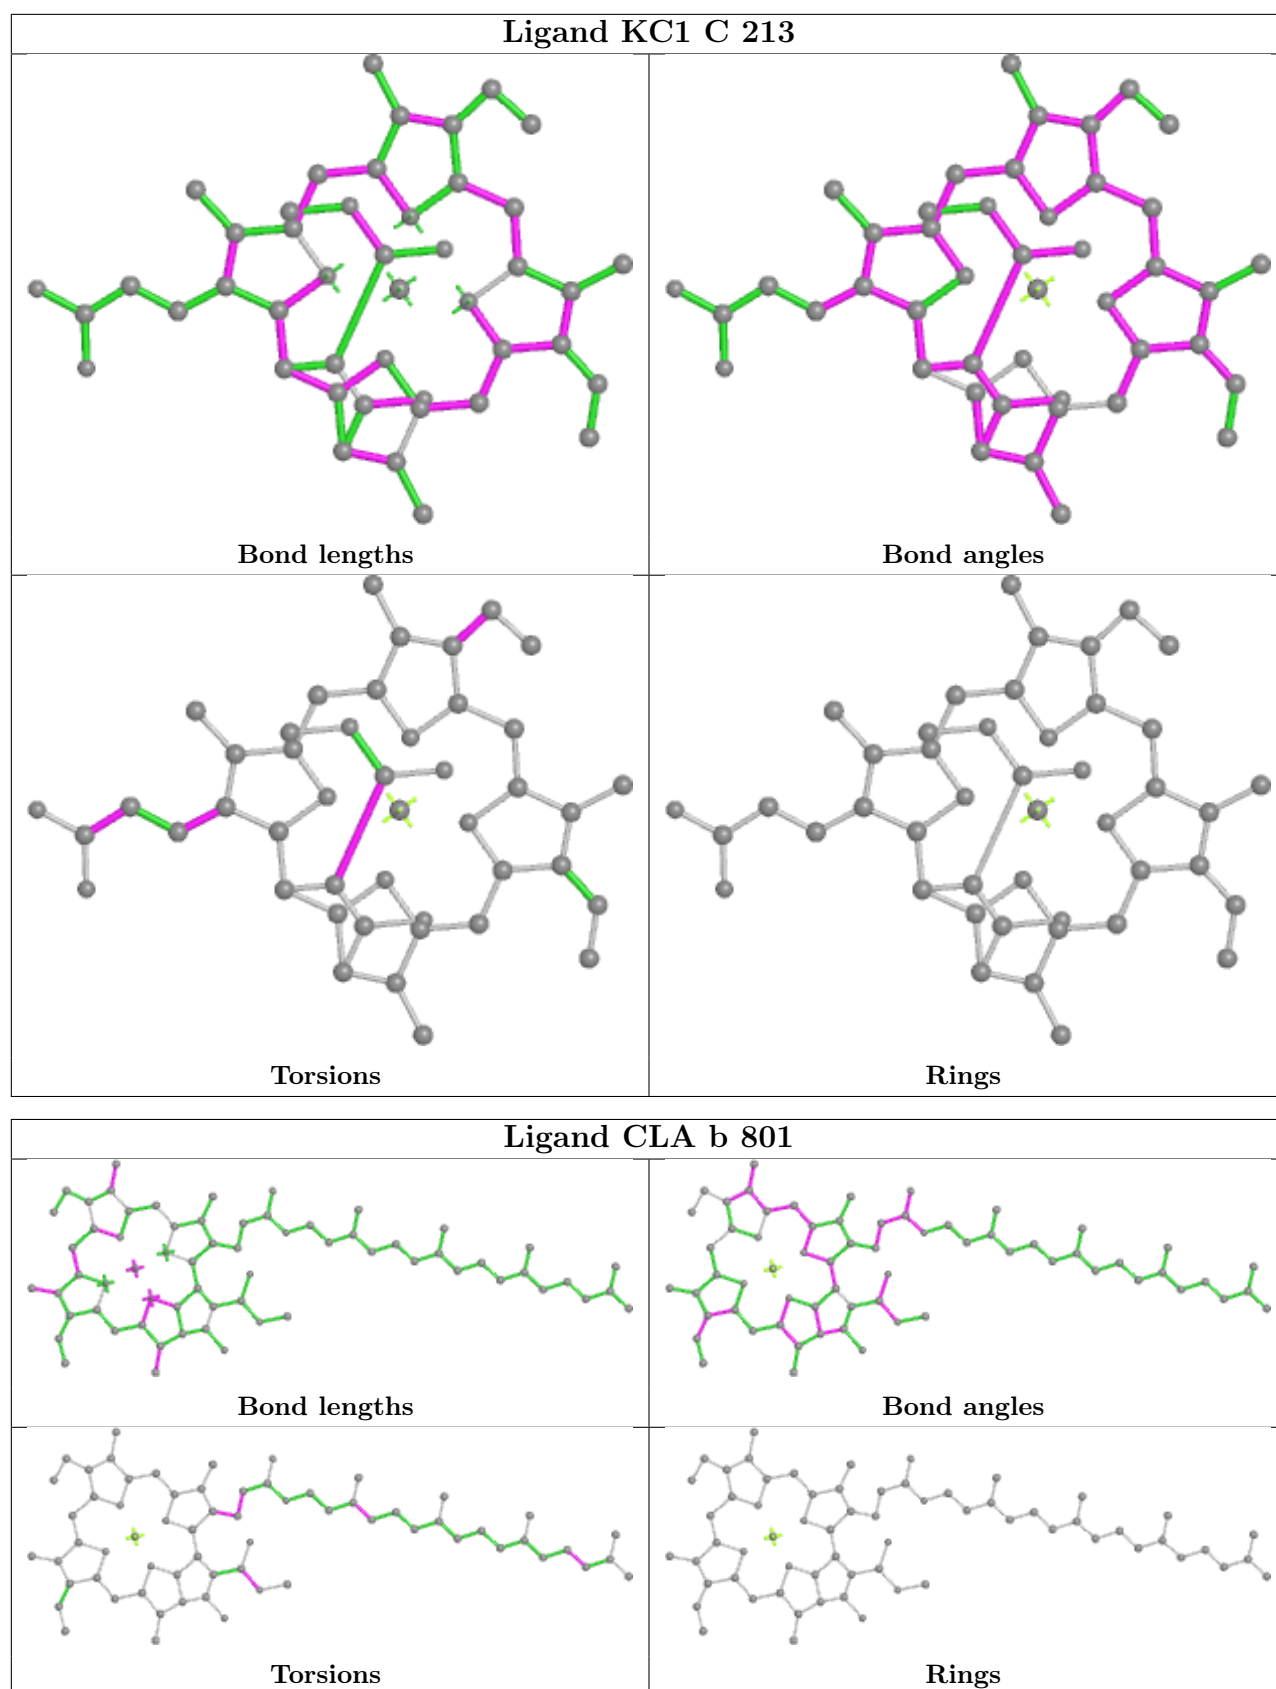 Ligand KC1 C 213
Bond lengths
Bond angles
Torsions
Rings
Ligand CLA b 801
Bond lengths
Bond angles
Torsions
Rings